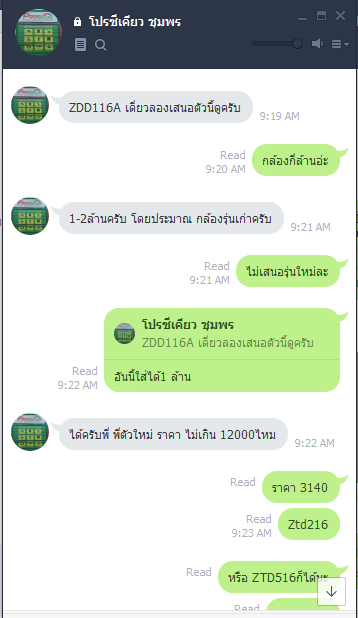 โปรซีเคียว ชุมพร
ZDD116A เดี่ยวลองเสนอตัวนี้ดูครับ
9:19 AM
Read
9:20 AM
กล้องกี่ล้านอ่ะ
1-2ล้านครับ โดยประมาณ กล้องรุ่นเก่าครับ
9:21 AM
Read
9:21 AM
ไม่เสนอรุ่นใหม่ละ
โปรซีเคียว ชุมพร
ZDD116A เดี่ยวลองเสนอตัวนี้ดูครับ
Read
9:22 AM
อันนี้ใส่ได้1 ล้าน
ได้ครับพี่ พี่ตัวใหม่ ราคา ไม่เกิน 12000ไหม
9:22 AM
Read
ราคา 3140
Read
9:23 AM
Ztd216
Read
หรือ ZTD516ก็ได้นะ
Read